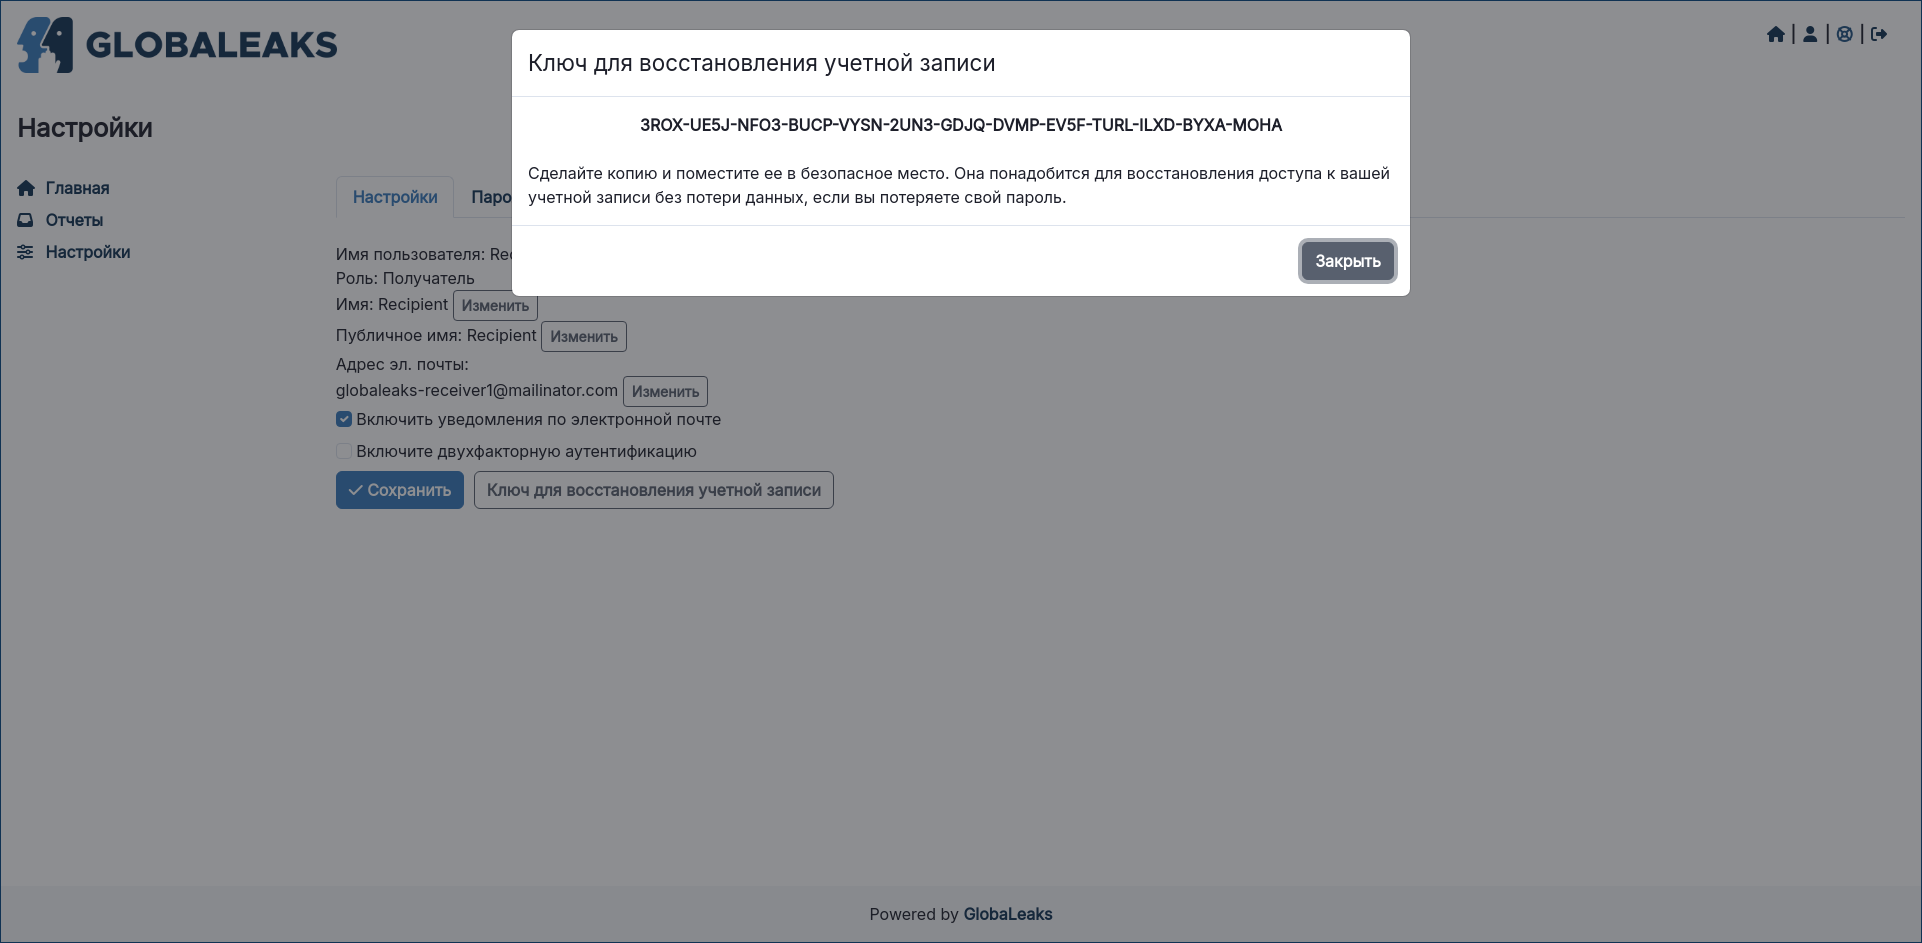 GLOBALEAKS
Ключ для восстановления учетной записи
3ROX-UE5J-NFO3-BUCP-VYSN-2UN3-GDJQ-DVMP-EV5F-TURL-ILXD-BYXA-MOHA
Сделайте копию и поместите ее в безопасное место. Она понадобится для восстановления доступа к вашей
учетной записи без потери данных, если вы потеряете свой пароль.
Закрыть
Настройки
Главная
Отчеты
Настройки
Настройки Паро
Имя пользователя: Rec
Роль: Получатель
Имя: Recipient Изменить
Публичное имя: Recipient Изменить
Адрес эл. почты:
globaleaks-receiver1@mailinator.com Изменить
Включить уведомления по электронной почте
Включите двухфакторную аутентификацию
Сохранить Ключ для восстановления учетной записи
Powered by GlobaLeaks